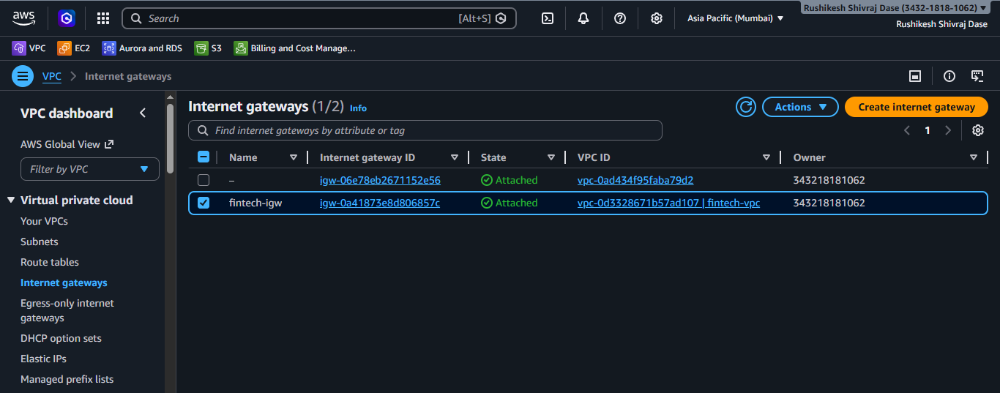 aws
Search [Alt+S]
Asia Pacific (Mumbai)
Rushikesh Shivraj Dase (3432-1818-1062)
Rushikesh Shivraj Dase
VPC EC2 Aurora and RDS S3 Billing and Cost Manage...
VPC > Internet gateways
VPC dashboard
AWS Global View
Filter by VPC
Virtual private cloud
Your VPCs
Subnets
Route tables
Internet gateways
Egress-only internet
gateways
DHCP option sets
Elastic IPs
Managed prefix lists
Internet gateways (1/2) Info
Actions
Create internet gateway
Find internet gateways by attribute or tag
1
Name Internet gateway ID State VPC ID Owner
– igw-06e78eb2671152e56 Attached vpc-0ad434f95faba79d2 343218181062
fintech-igw igw-0a41873e8d806857c Attached vpc-0d3328671b57ad107 | fintech-vpc 343218181062